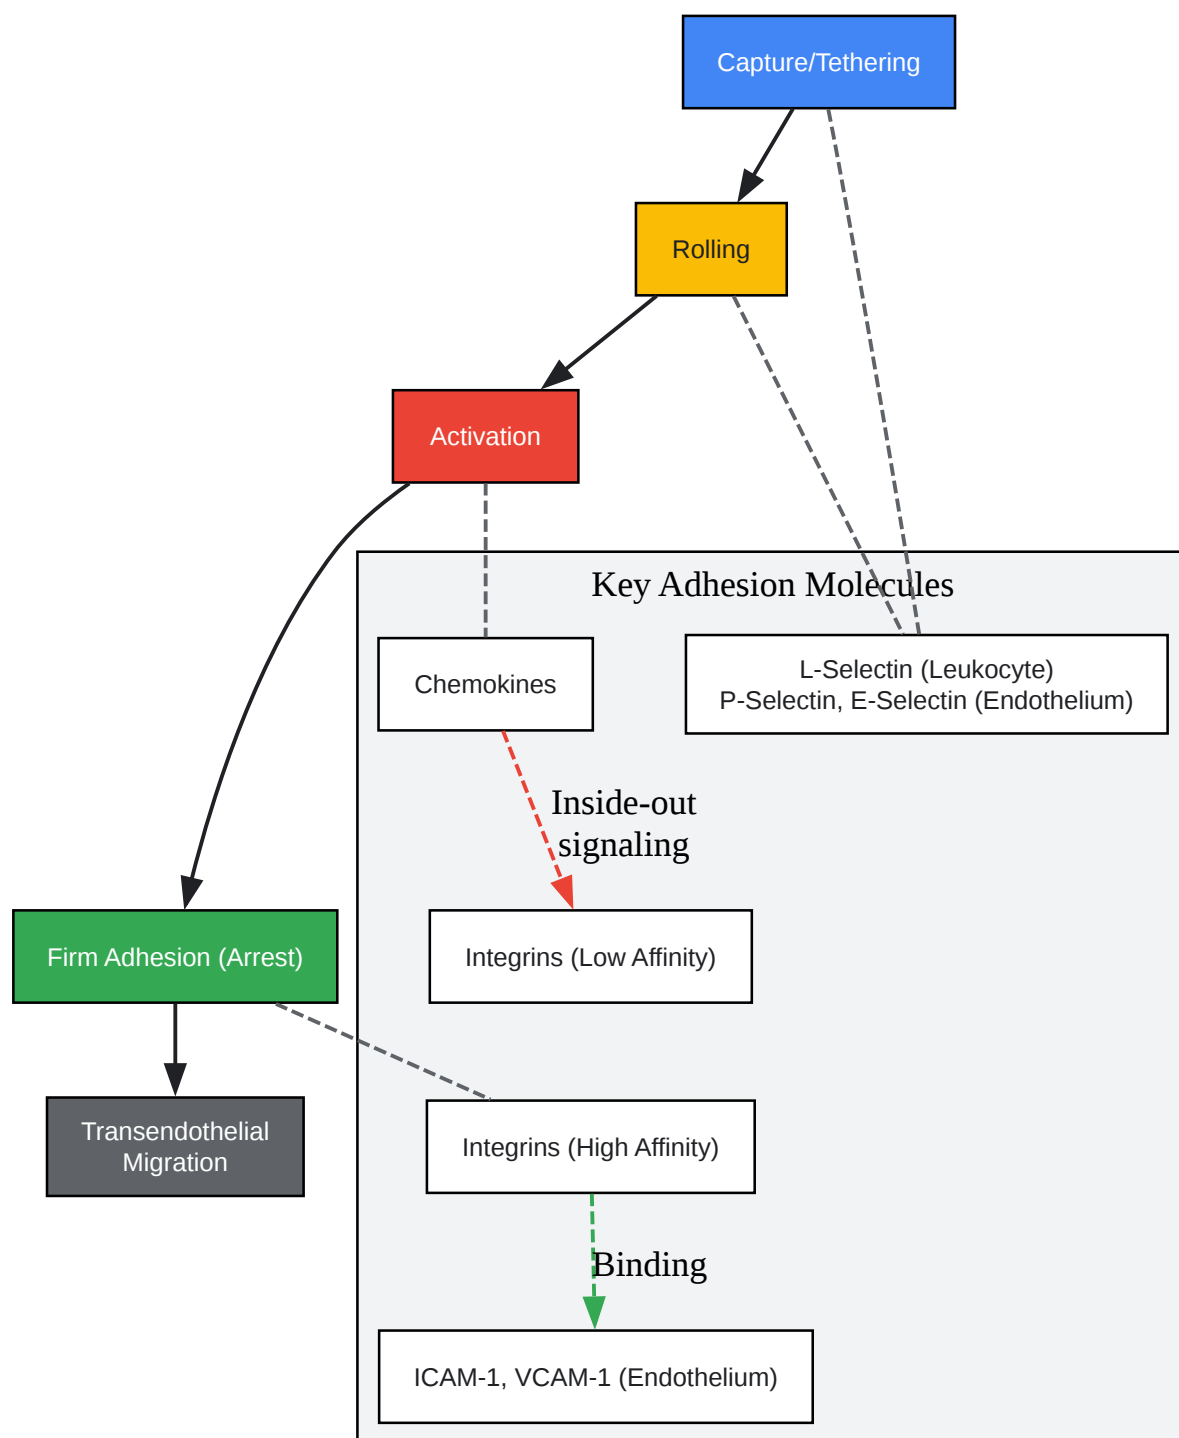 Capture/Tethering
Rolling
Activation
Key Adhesion Molecules
Chemokines
L-Selectin (Leukocyte)
P-Selectin, E-Selectin (Endothelium)
Inside-out
signaling
Firm Adhesion (Arrest)
Integrins (Low Affinity)
Transendothelial
Migration
Integrins (High Affinity)
Binding
ICAM-1, VCAM-1 (Endothelium)